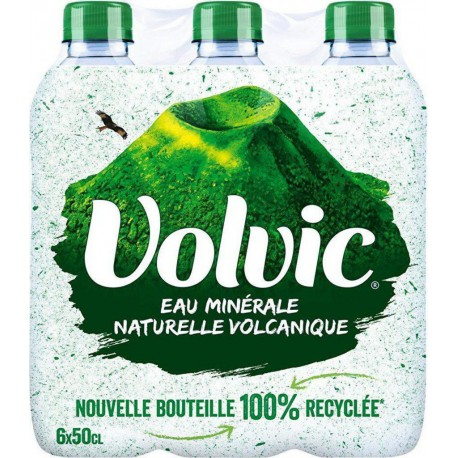 Volvic®
EAU MINÉRALE
NATURELLE VOLCANIQUE
NOUVELLE BOUTEILLE 100% RECYCLÉE*
6x50CL